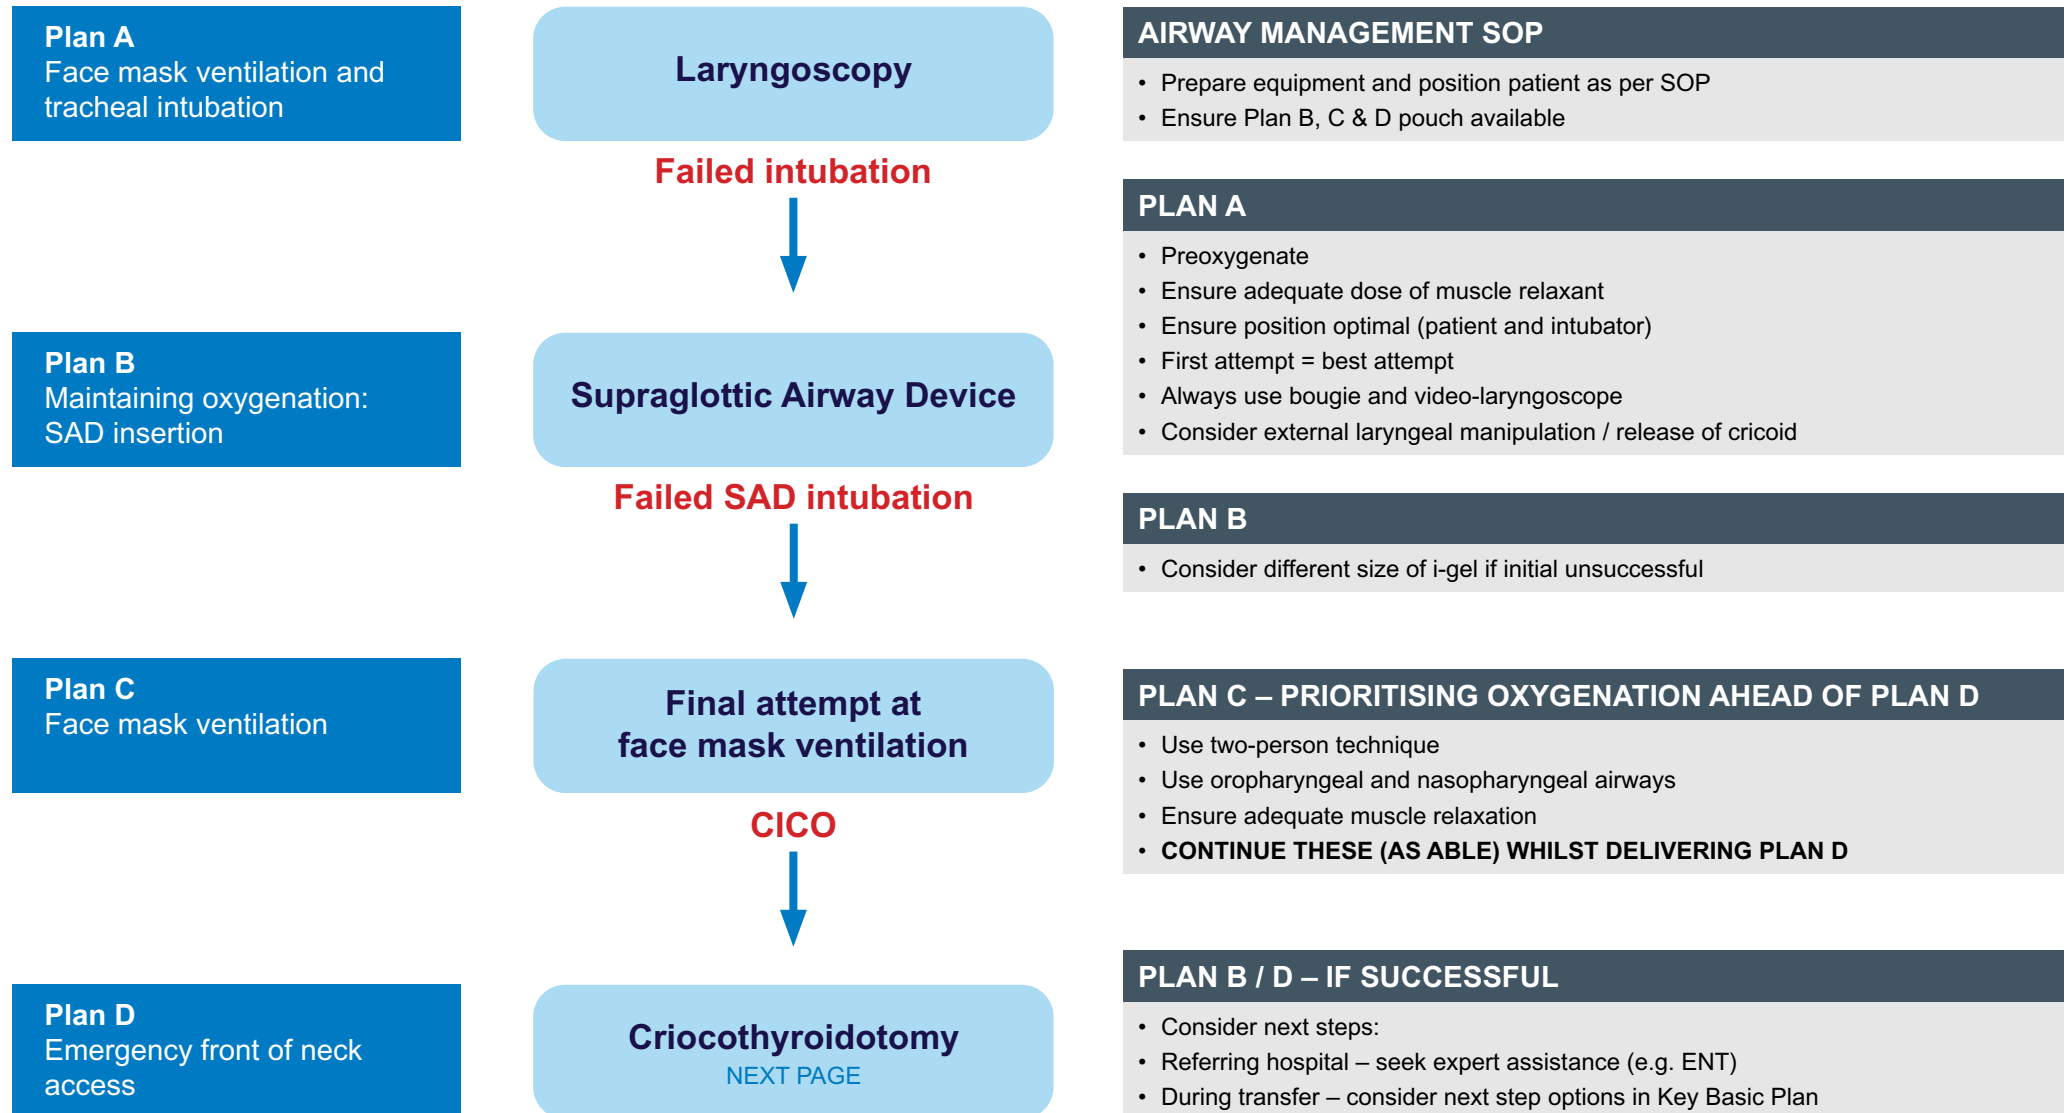 Plan A
Face mask ventilation and
tracheal intubation
Laryngoscopy
Failed intubation
Plan B
Maintaining oxygenation:
SAD insertion
Supraglottic Airway Device
Failed SAD intubation
Plan C
Face mask ventilation
Final attempt at
face mask ventilation
CICO
Plan D
Emergency front of neck
access
Criocothyroidotomy
NEXT PAGE
AIRWAY MANAGEMENT SOP
• Prepare equipment and position patient as per SOP
• Ensure Plan B, C & D pouch available
PLAN A
• Preoxygenate
• Ensure adequate dose of muscle relaxant
• Ensure position optimal (patient and intubator)
• First attempt = best attempt
• Always use bougie and video-laryngoscope
• Consider external laryngeal manipulation / release of cricoid
PLAN B
• Consider different size of i-gel if initial unsuccessful
PLAN C – PRIORITISING OXYGENATION AHEAD OF PLAN D
• Use two-person technique
• Use oropharyngeal and nasopharyngeal airways
• Ensure adequate muscle relaxation
• CONTINUE THESE (AS ABLE) WHILST DELIVERING PLAN D
PLAN B / D – IF SUCCESSFUL
• Consider next steps:
• Referring hospital – seek expert assistance (e.g. ENT)
• During transfer – consider next step options in Key Basic Plan